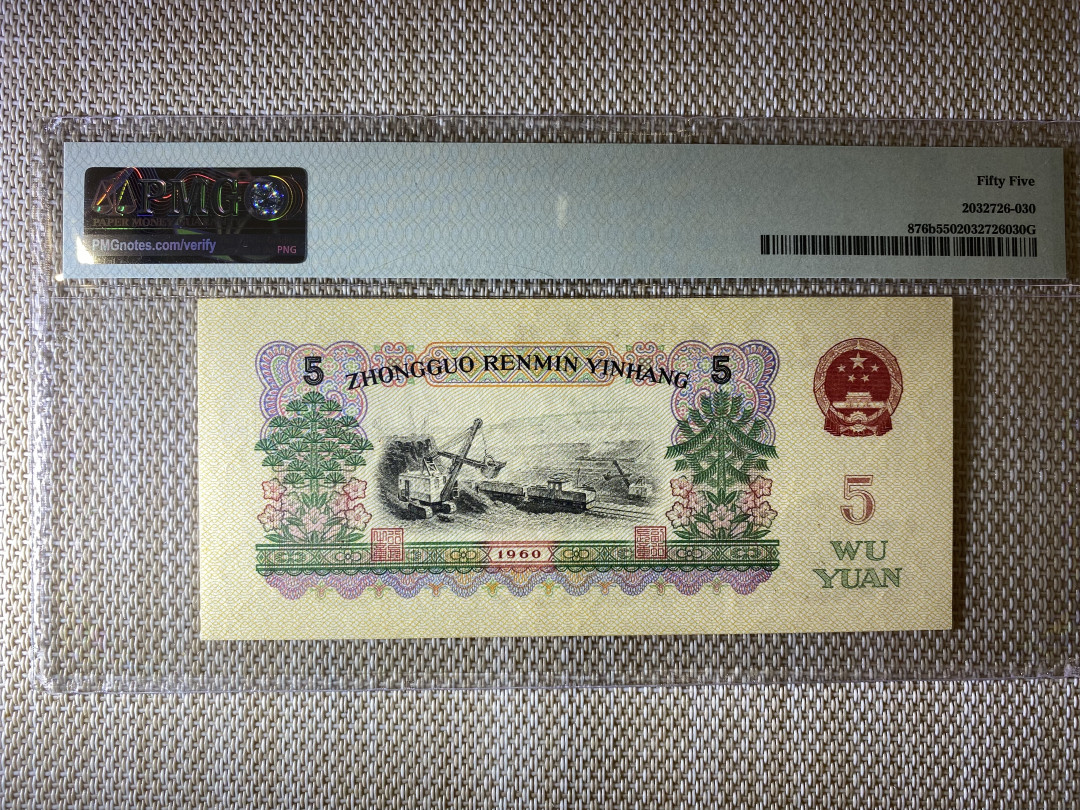 PMG
PAPER MONEY
PMGnotes.com/verify
PNG
Fifty Five
2032726-030
876b5502032726030G
5 ZHONGGUO RENMIN YINHANG 5
1960
5
WU
YUAN